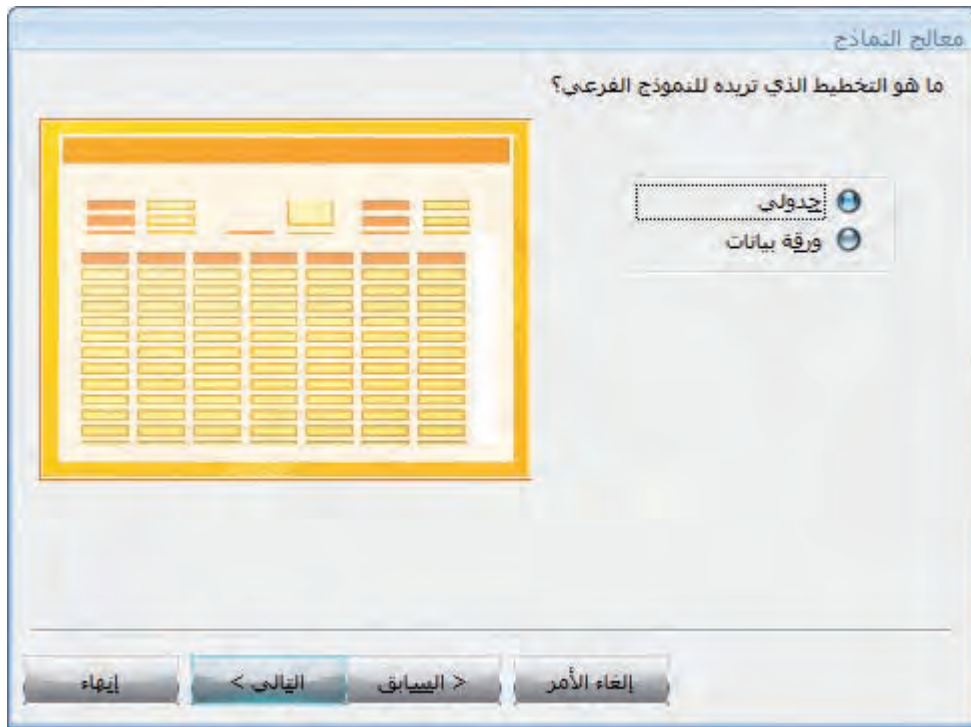 معالج النماذج
ما هو التخطيط الذي تريده للنموذج الفرعي؟
جدولي
ورقة بيانات
إلغاء الأمر
< السابق
التالي >
إنهاء